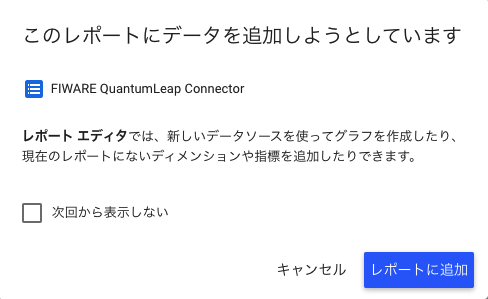 このレポートにデータを追加しようとしています
FIWARE QuantumLeap Connector
レポート エディタでは、新しいデータソースを使ってグラフを作成したり、
現在のレポートにないディメンションや指標を追加したりできます。
次回から表示しない
キャンセル
レポートに追加